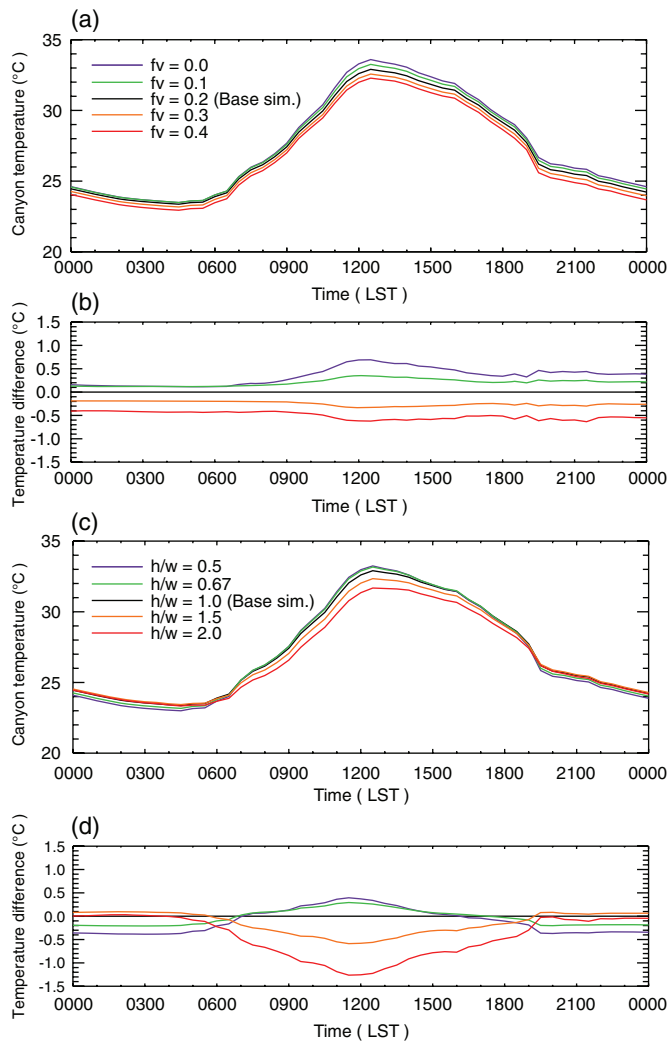 (a)
Canyon temperature (°C )
35
30
25
20
fv = 0.0
fv = 0.1
fv = 0.2 (Base sim.)
fv = 0.3
fv = 0.4
0000 0300 0600 0900 1200 1500 1800 2100 0000
Time ( LST )
(b)
Temperature difference (°C )
1.5
1.0
0.5
0.0
-0.5
-1.0
-1.5
0000 0300 0600 0900 1200 1500 1800 2100 0000
Time ( LST )
(c)
Canyon temperature (°C )
35
30
25
20
h/w = 0.5
h/w = 0.67
h/w = 1.0 (Base sim.)
h/w = 1.5
h/w = 2.0
0000 0300 0600 0900 1200 1500 1800 2100 0000
Time ( LST )
(d)
Temperature difference (°C )
1.5
1.0
0.5
0.0
-0.5
-1.0
-1.5
0000 0300 0600 0900 1200 1500 1800 2100 0000
Time ( LST )